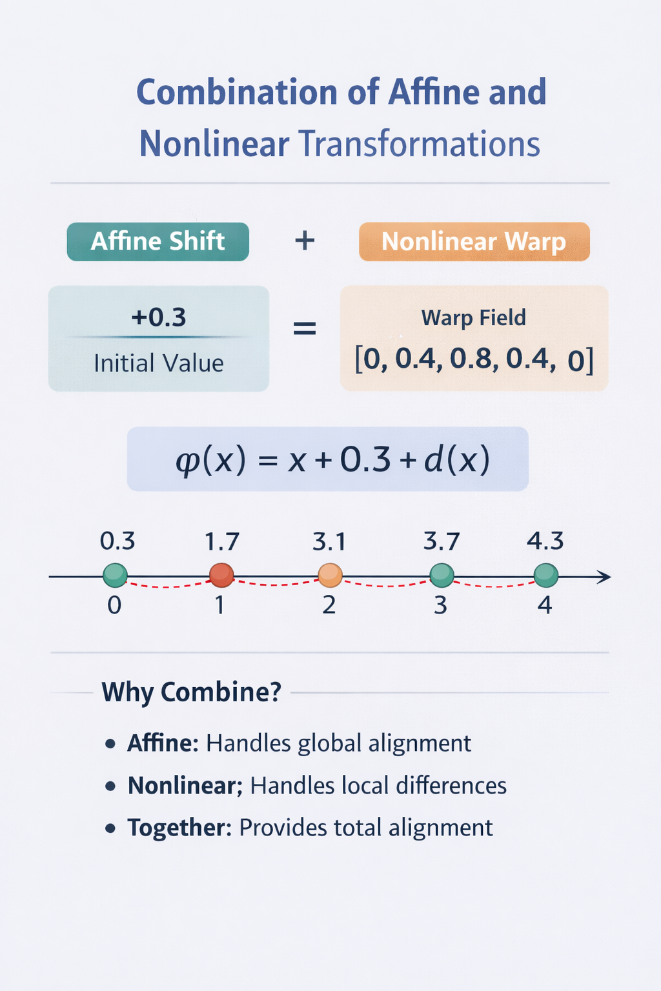 Combination of Affine and
Nonlinear Transformations
Affine Shift + Nonlinear Warp
+0.3
Initial Value
=
Warp Field
[0, 0.4, 0.8, 0.4, 0]
φ(x) = x + 0.3 + d(x)
0.3 1.7 3.1 3.7 4.3
0 1 2 3 4
Why Combine?
• Affine: Handles global alignment
• Nonlinear; Handles local differences
• Together: Provides total alignment